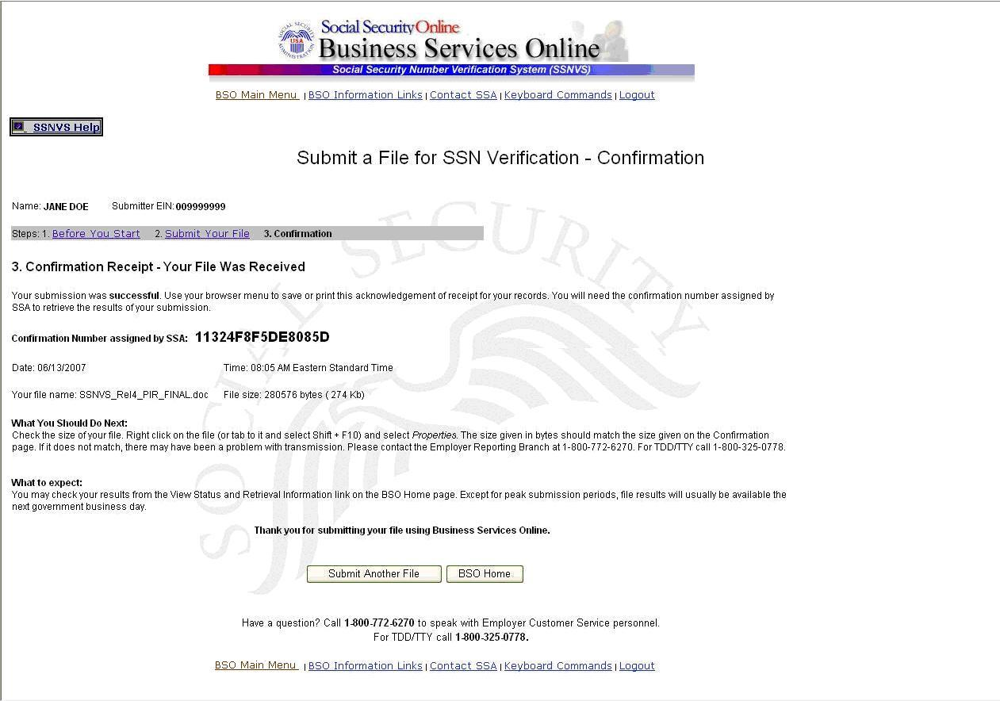 Social Security Online
Business Services Online
Social Security Number Verification System (SSNVS)
BSO Main Menu | BSO Information Links | Contact SSA | Keyboard Commands | Logout
SSNVS Help
Submit a File for SSN Verification - Confirmation
Name: JANE DOE Submitter EIN: 009999999
Steps: 1. Before You Start 2. Submit Your File 3. Confirmation
3. Confirmation Receipt - Your File Was Received
Your submission was successful. Use your browser menu to save or print this acknowledgement of receipt for your records. You will need the confirmation number assigned by
SSA to retrieve the results of your submission.
Confirmation Number assigned by SSA: 11324F8F5DE8085D
Date: 06/13/2007 Time: 08:05 AM Eastern Standard Time
Your file name: SSNVS_Rel4_PIR_FINAL.doc File size: 280576 bytes ( 274 Kb)
What You Should Do Next:
Check the size of your file. Right click on the file (or tab to it and select Shift + F10) and select Properties. The size given in bytes should match the size given on the Confirmation
page. If it does not match, there may have been a problem with transmission. Please contact the Employer Reporting Branch at 1-800-772-6270. For TDD/TTY call 1-800-325-0778.
What to expect:
You may check your results from the View Status and Retrieval Information link on the BSO Home page. Except for peak submission periods, file results will usually be available the
next government business day.
Thank you for submitting your file using Business Services Online.
Submit Another File BSO Home
Have a question? Call 1-800-772-6270 to speak with Employer Customer Service personnel.
For TDD/TTY call 1-800-325-0778.
BSO Main Menu | BSO Information Links | Contact SSA | Keyboard Commands | Logout
SOCIAL SECURITY
SOCIAL SECURITY
USA
ADMINISTRATION